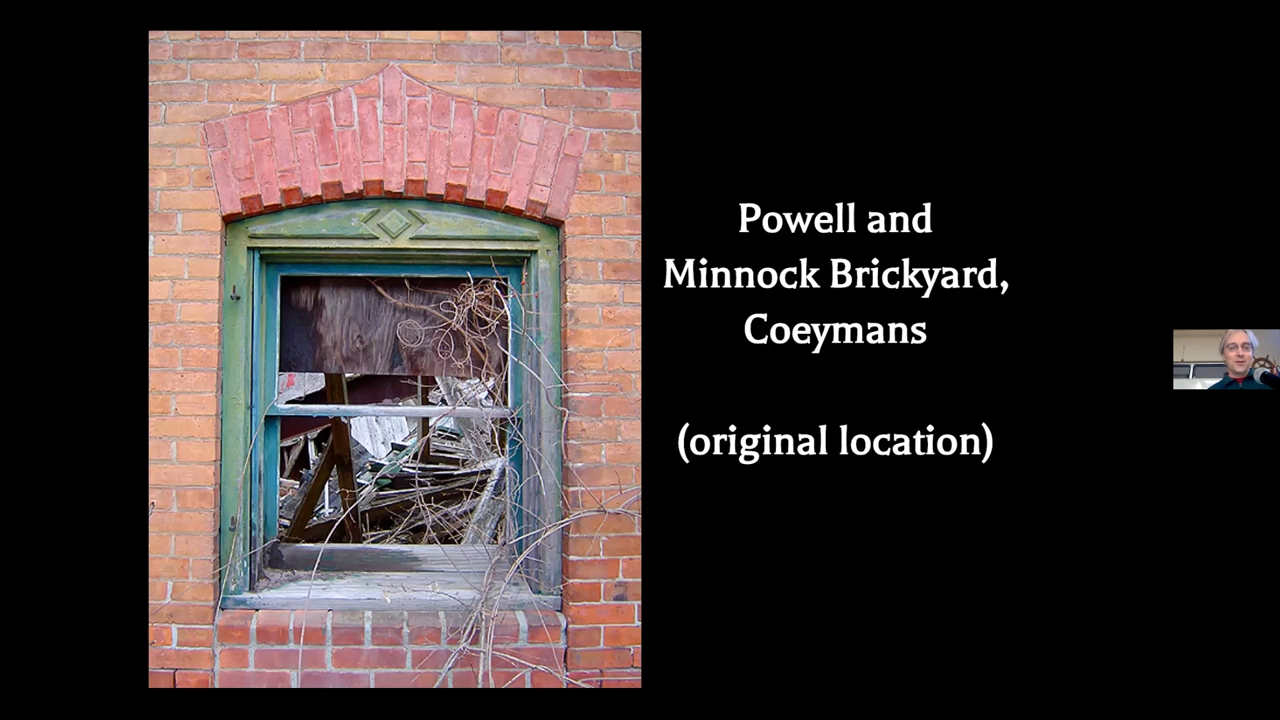 Powell and
Minnock Brickyard,
Coeymans
(original location)